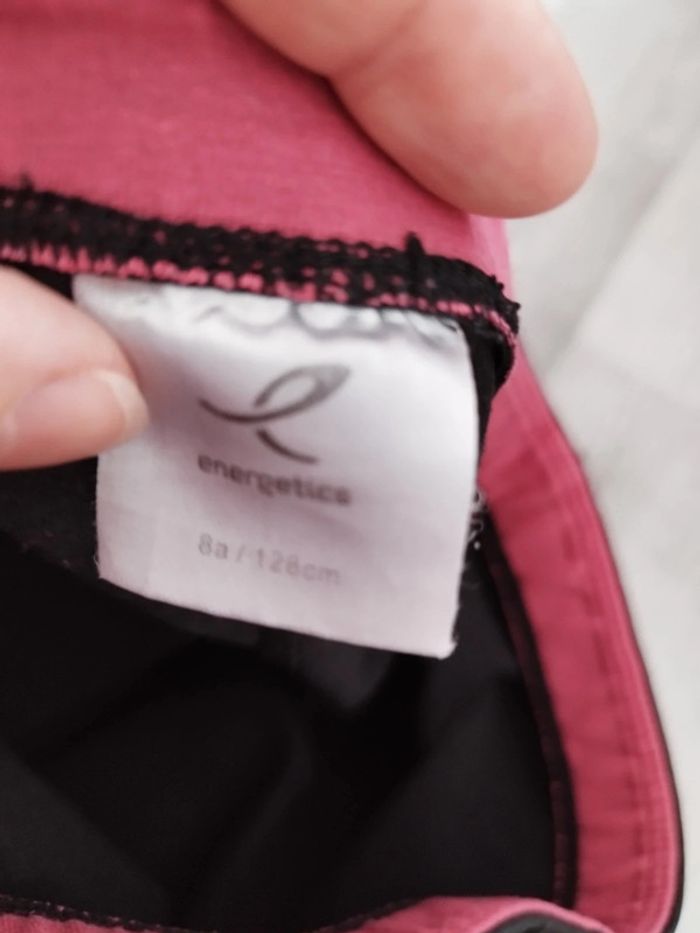 energetics
8a / 128cm